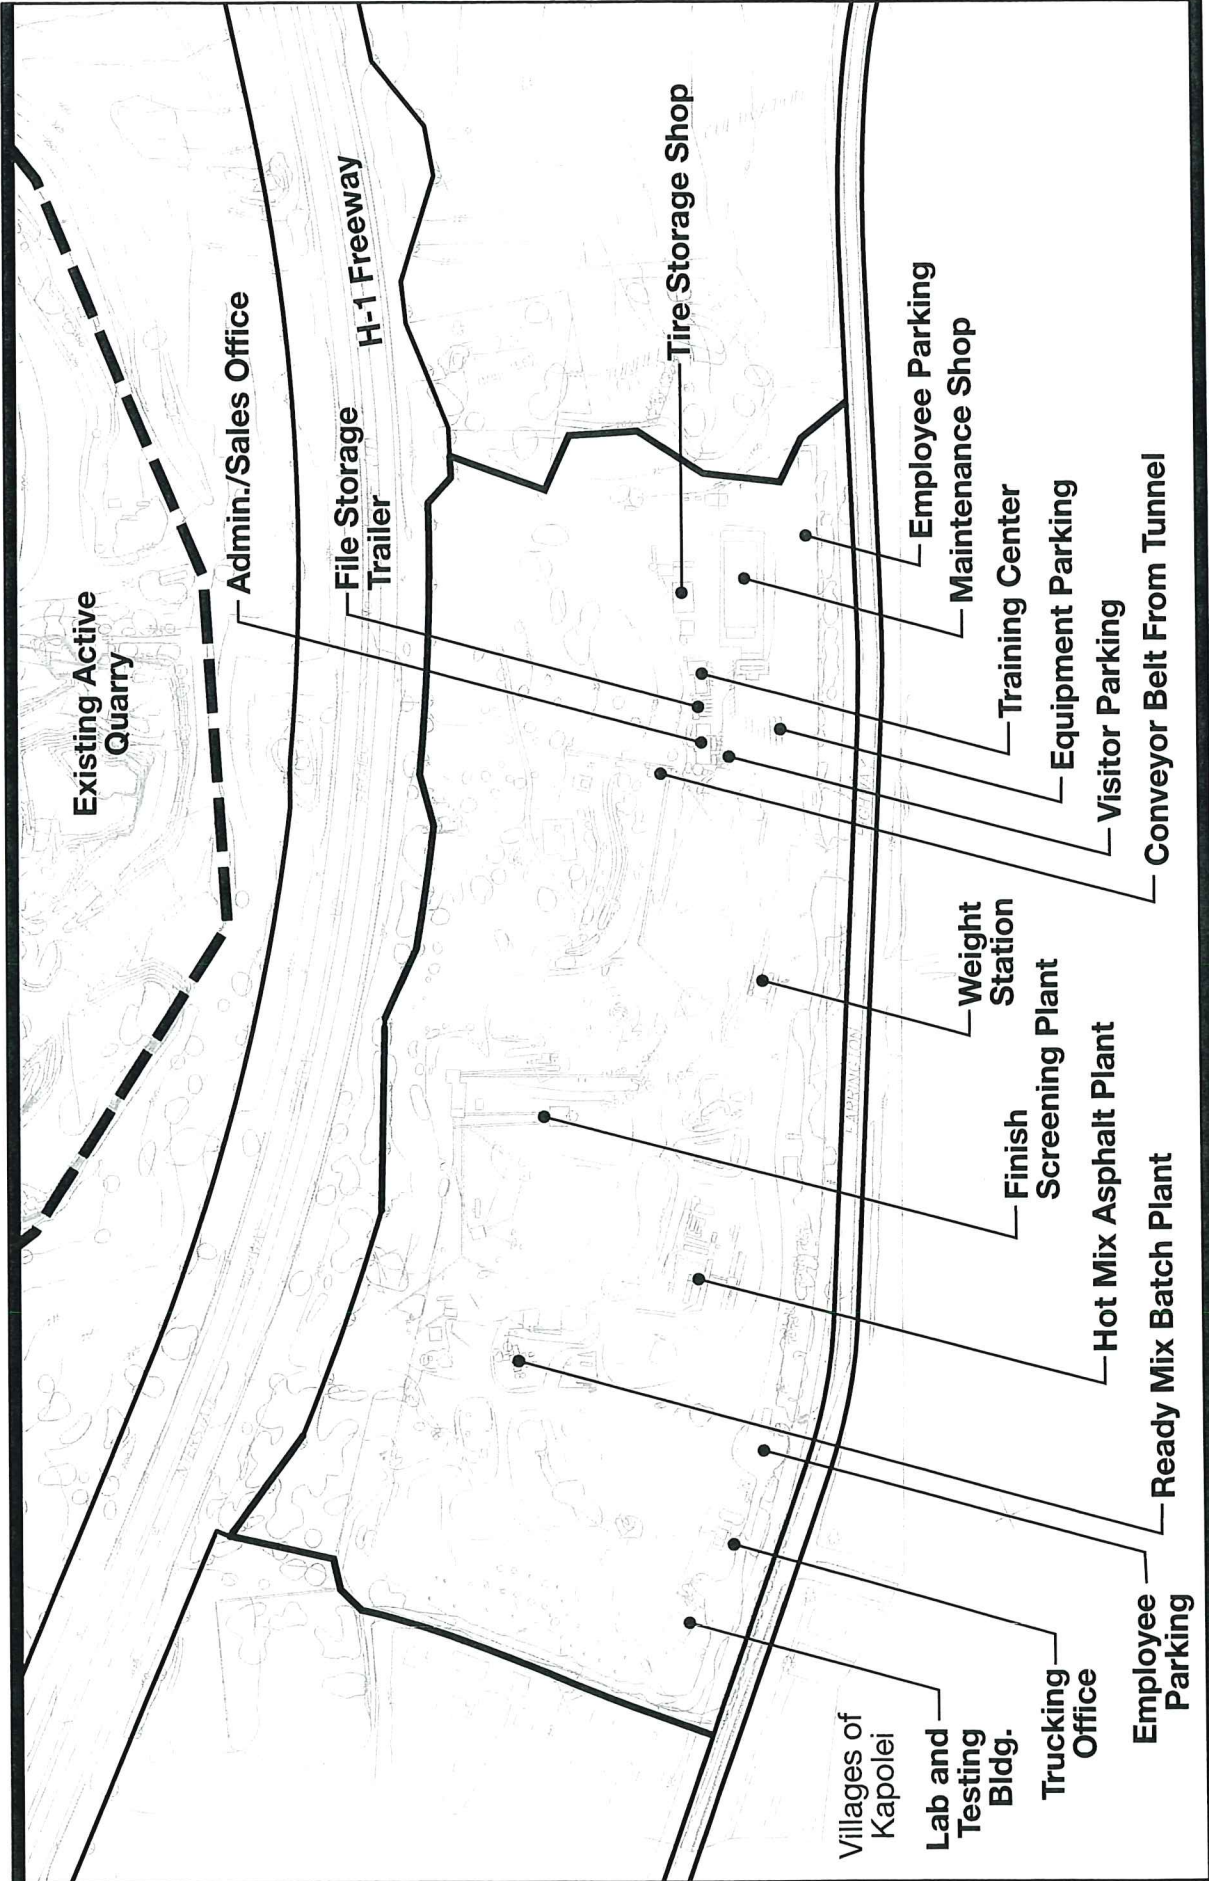 Existing Active
Quarry
Admin./Sales Office
File Storage
Trailer
H-1 Freeway
Tire Storage Shop
Employee Parking
Maintenance Shop
Training Center
Equipment Parking
Visitor Parking
Conveyor Belt From Tunnel
Weight
Station
Finish
Screening Plant
Hot Mix Asphalt Plant
Ready Mix Batch Plant
Employee
Parking
Trucking
Office
Lab and
Testing
Bldg.
Villages of
Kapolei